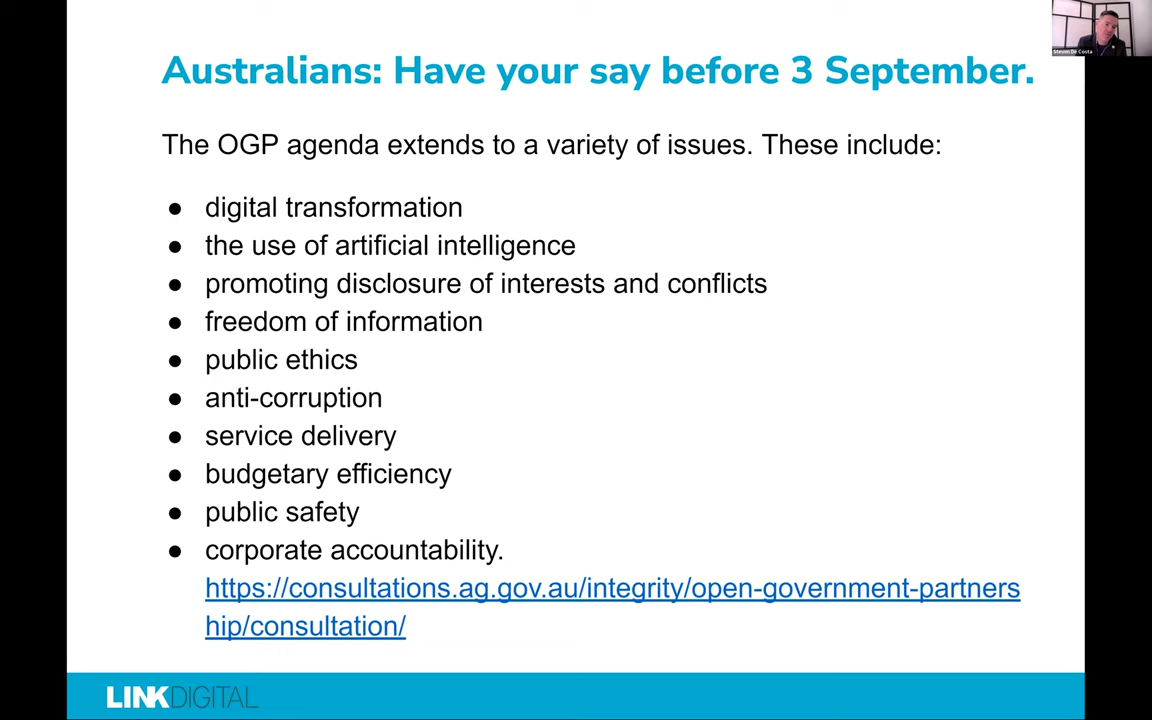 Australians: Have your say before 3 September.
Steven De Costa
The OGP agenda extends to a variety of issues. These include:
● digital transformation
● the use of artificial intelligence
● promoting disclosure of interests and conflicts
● freedom of information
● public ethics
● anti-corruption
● service delivery
● budgetary efficiency
● public safety
● corporate accountability.
https://consultations.ag.gov.au/integrity/open-government-partners
hip/consultation/
LINKDIGITAL